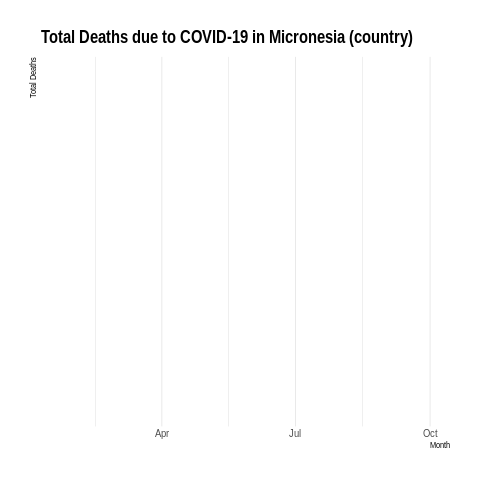 Total Deaths due to COVID-19 in Micronesia (country)
Total Deaths
Apr Jul Oct
Month